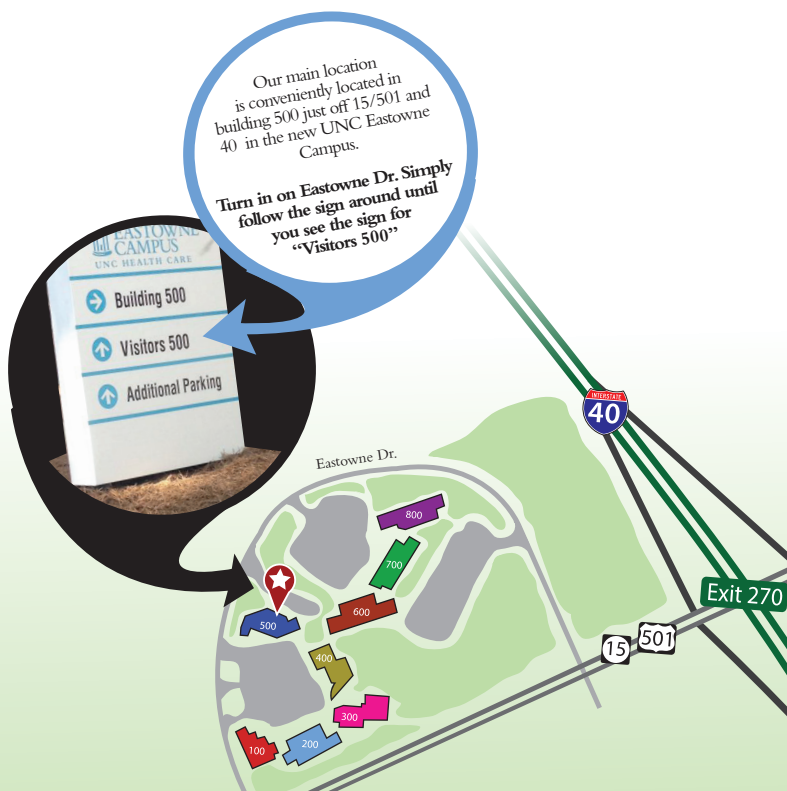 Our main location
is conveniently located in
building 500 just off 15/501 and
40 in the new UNC Eastowne
Campus.
Turn in on Eastowne Dr. Simply
follow the sign around until
you see the sign for
“Visitors 500”
EASTOWNE
CAMPUS
UNC HEALTH CARE
Building 500
Visitors 500
Additional Parking
INTERSTATE
40
Eastowne Dr.
800
700
600
500
400
300
200
100
Exit 270
501
15